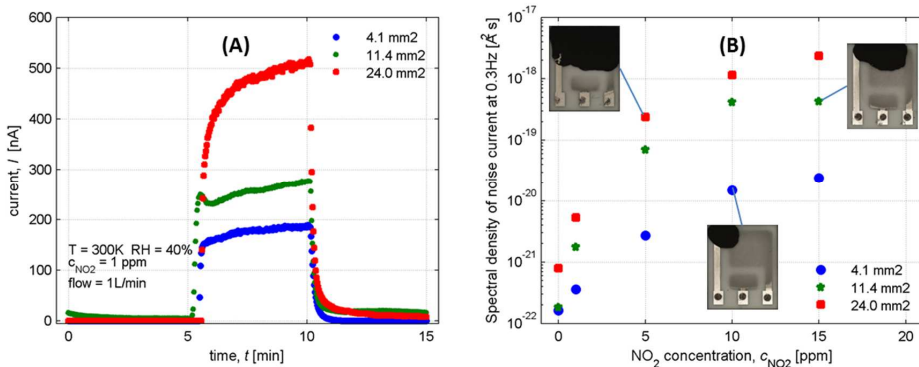 (A)
4.1 mm2
11.4 mm2
24.0 mm2
600
500
400
300
200
100
0
current, I [nA]
T = 300K RH = 40%
c_NO2 = 1 ppm
flow = 1L/min
0
5
10
15
time, t [min]
(B)
10^-17
10^-18
10^-19
10^-20
10^-21
10^-22
Spectral density of noise current at 0.3Hz [Å² s]
4.1 mm2
11.4 mm2
24.0 mm2
0
5
10
15
20
NO₂ concentration, c_NO₂ [ppm]